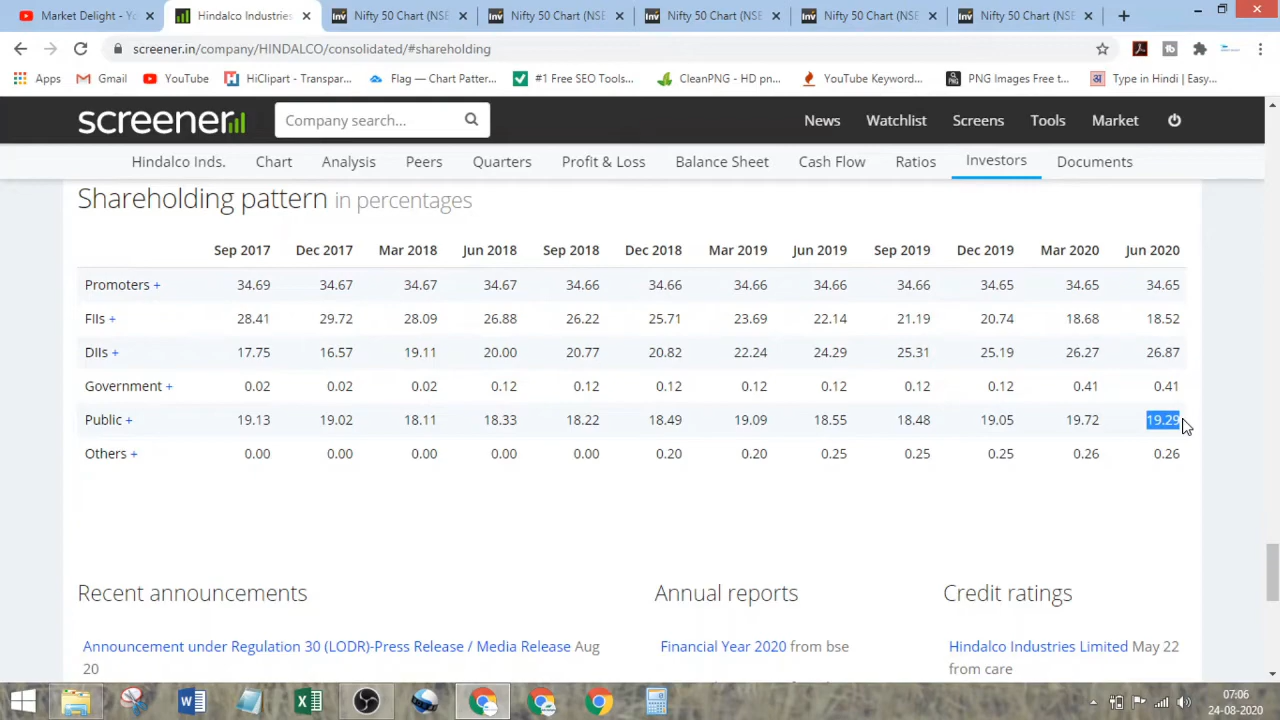 Market Delight - Yo
Hindalco Industries
Nifty 50 Chart (NSE
Nifty 50 Chart (NSE
Nifty 50 Chart (NSE
Nifty 50 Chart (NSE
Nifty 50 Chart (NSE
screener.in/company/HINDALCO/consolidated/#shareholding
Apps
Gmail
YouTube
HiClipart - Transpar...
Flag — Chart Patter...
#1 Free SEO Tools...
CleanPNG - HD pn...
YouTube Keyword...
PNG Images Free t...
Type in Hindi | Easy...
screener
Company search...
News Watchlist Screens Tools Market
Hindalco Inds. Chart Analysis Peers Quarters Profit & Loss Balance Sheet Cash Flow Ratios Investors Documents
Shareholding pattern in percentages
Sep 2017 Dec 2017 Mar 2018 Jun 2018 Sep 2018 Dec 2018 Mar 2019 Jun 2019 Sep 2019 Dec 2019 Mar 2020 Jun 2020
Promoters + 34.69 34.67 34.67 34.67 34.66 34.66 34.66 34.66 34.66 34.65 34.65 34.65
FIIs + 28.41 29.72 28.09 26.88 26.22 25.71 23.69 22.14 21.19 20.74 18.68 18.52
DIIs + 17.75 16.57 19.11 20.00 20.77 20.82 22.24 24.29 25.31 25.19 26.27 26.87
Government + 0.02 0.02 0.02 0.12 0.12 0.12 0.12 0.12 0.12 0.12 0.41 0.41
Public + 19.13 19.02 18.11 18.33 18.22 18.49 19.09 18.55 18.48 19.05 19.72 19.29
Others + 0.00 0.00 0.00 0.00 0.00 0.20 0.20 0.25 0.25 0.25 0.26 0.26
Recent announcements
Annual reports
Credit ratings
Announcement under Regulation 30 (LODR)-Press Release / Media Release Aug
20
Financial Year 2020 from bse
Hindalco Industries Limited May 22
from care
07:06
24-08-2020